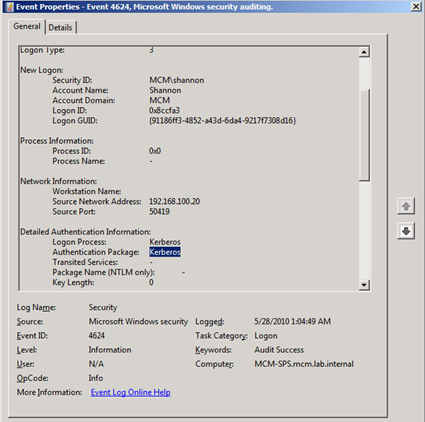 Event Properties - Event 4624, Microsoft Windows security auditing.
General Details
Logon Type: 3
New Logon:
Security ID: MCM\shannon
Account Name: Shannon
Account Domain: MCM
Logon ID: 0x8ccfa3
Logon GUID: {91186ff3-4852-a43d-6da4-9217f7308d16}
Process Information:
Process ID: 0x0
Process Name: -
Network Information:
Workstation Name:
Source Network Address: 192.168.100.20
Source Port: 50419
Detailed Authentication Information:
Logon Process: Kerberos
Authentication Package: Kerberos
Transited Services: -
Package Name (NTLM only): -
Key Length: 0
Log Name: Security
Source: Microsoft Windows security Logged: 5/28/2010 1:04:49 AM
Event ID: 4624 Task Category: Logon
Level: Information Keywords: Audit Success
User: N/A Computer: MCM-SPS.mcm.lab.internal
OpCode: Info
More Information: Event Log Online Help